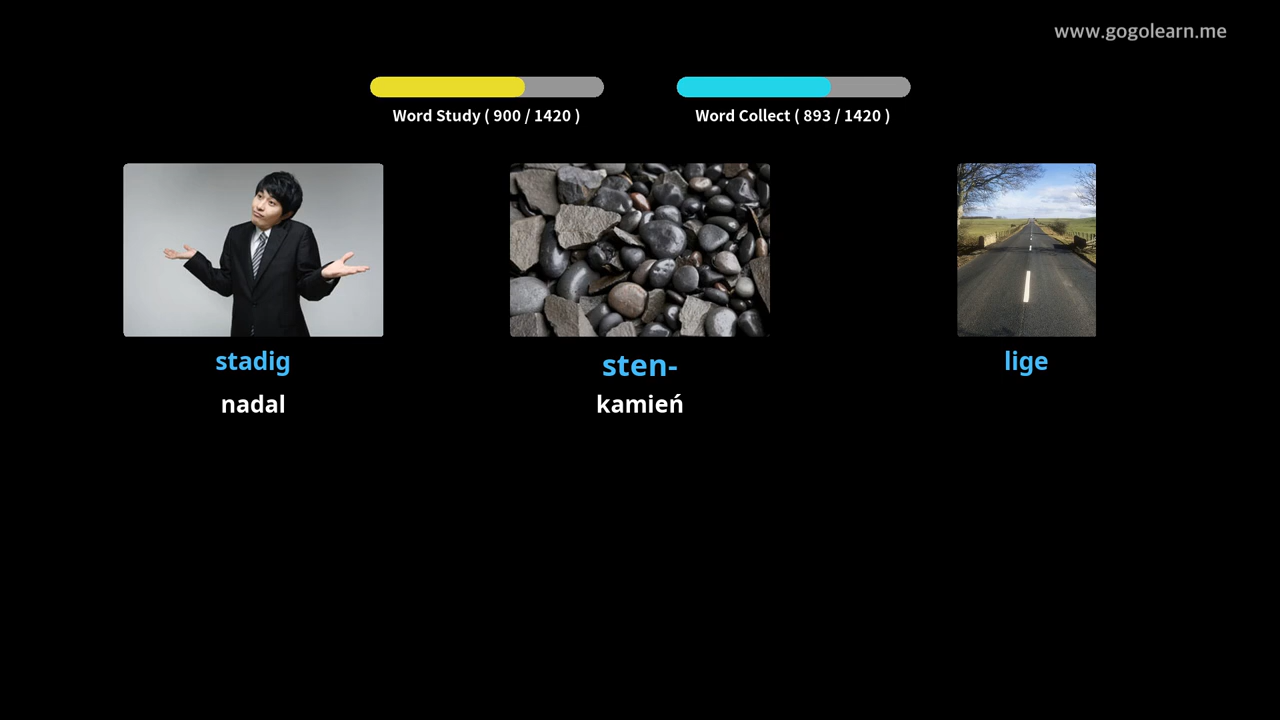 www.gogolearn.me
Word Study ( 900 / 1420 )
Word Collect ( 893 / 1420 )
stadig
sten-
lige
nadal
kamień